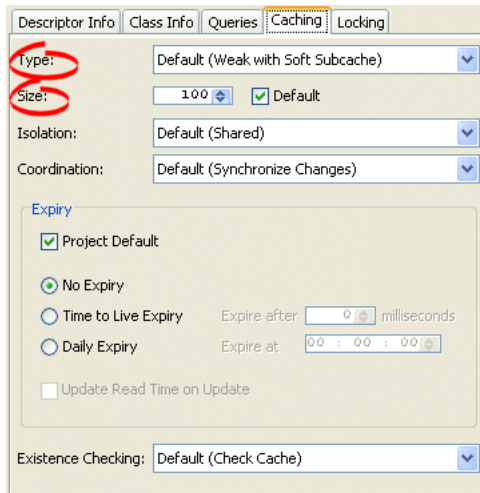 Descriptor Info Class Info Queries Caching Locking
Type: Default (Weak with Soft Subcache)
Size: 100 Default
Isolation: Default (Shared)
Coordination: Default (Synchronize Changes)
Expiry
Project Default
No Expiry
Time to Live Expiry Expire after 0 milliseconds
Daily Expiry Expire at 00 : 00 : 00
Update Read Time on Update
Existence Checking: Default (Check Cache)